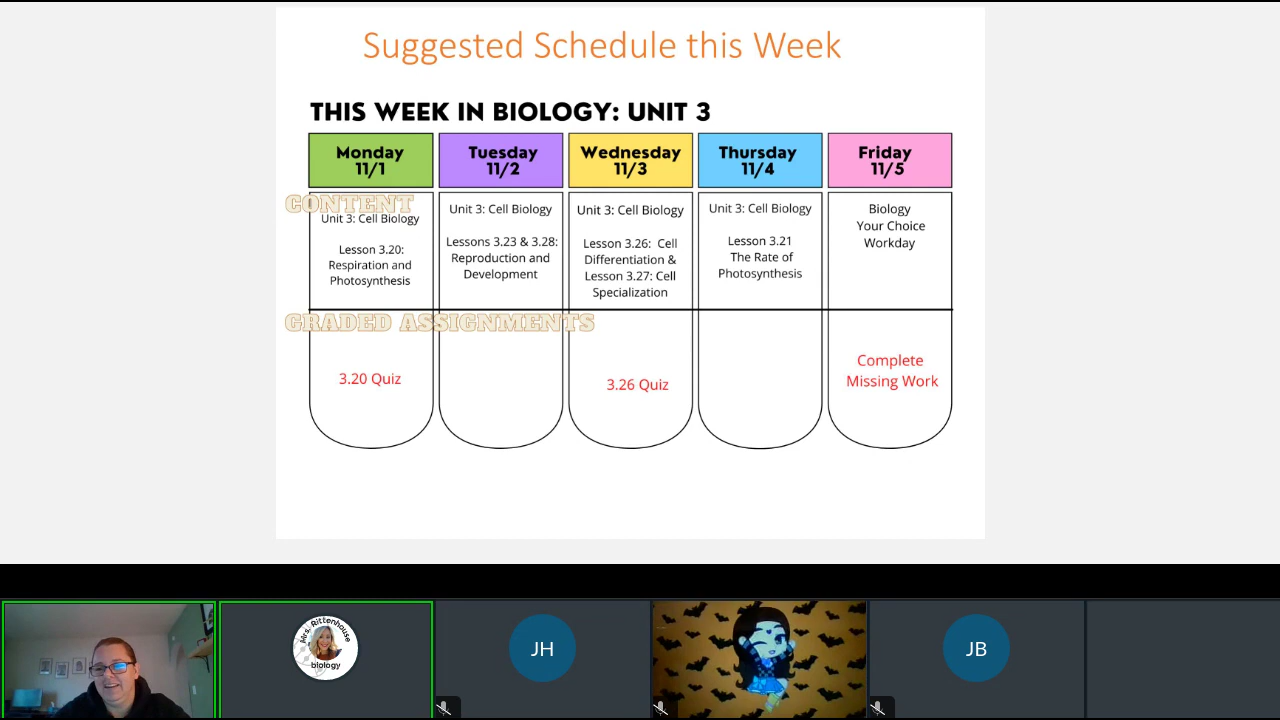 Suggested Schedule this Week
THIS WEEK IN BIOLOGY: UNIT 3
Monday
11/1
Tuesday
11/2
Wednesday
11/3
Thursday
11/4
Friday
11/5
CONTENT
Unit 3: Cell Biology
Lesson 3.20:
Respiration and
Photosynthesis
Unit 3: Cell Biology
Lessons 3.23 & 3.28:
Reproduction and
Development
Unit 3: Cell Biology
Lesson 3.26: Cell
Differentiation &
Lesson 3.27: Cell
Specialization
Unit 3: Cell Biology
Lesson 3.21
The Rate of
Photosynthesis
Biology
Your Choice
Workday
GRADED ASSIGNMENTS
3.20 Quiz
3.26 Quiz
Complete
Missing Work
Mrs. Rittenhouse
biology
JH
JB